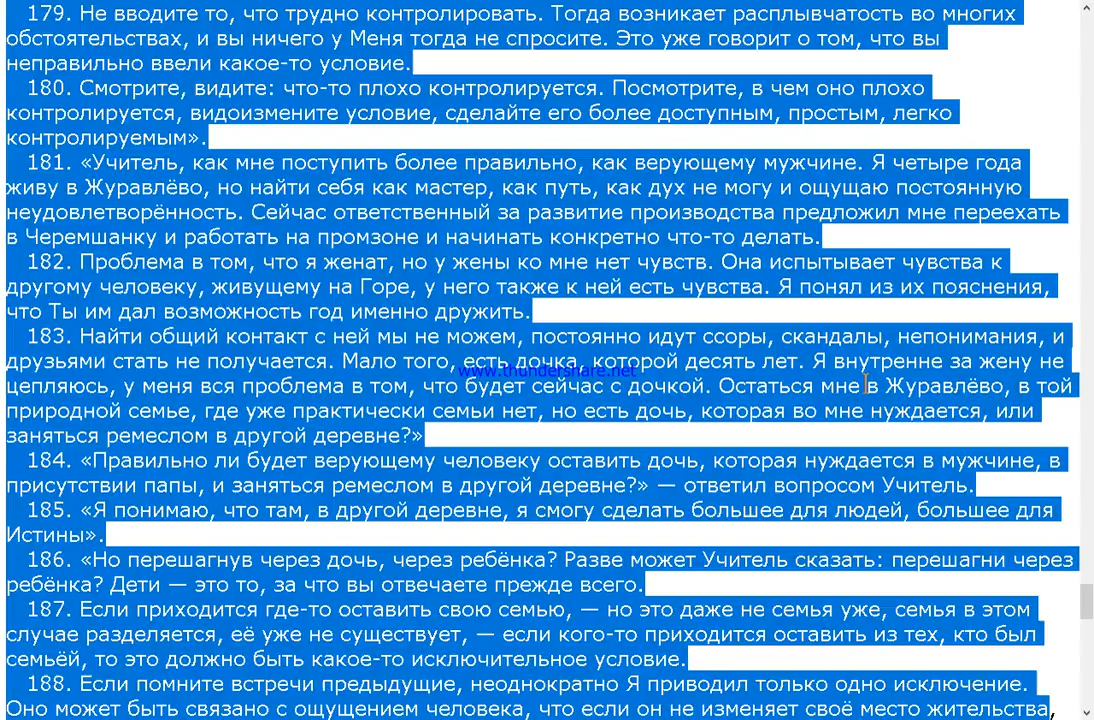 179. Не вводите то, что трудно контролировать. Тогда возникает расплывчатость во многих
обстоятельствах, и вы ничего у Меня тогда не спросите. Это уже говорит о том, что вы
неправильно ввели какое-то условие.
180. Смотрите, видите: что-то плохо контролируется. Посмотрите, в чем оно плохо
контролируется, видоизмените условие, сделайте его более доступным, простым, легко
контролируемым».
181. «Учитель, как мне поступить более правильно, как верующему мужчине. Я четыре года
живу в Журавлёво, но найти себя как мастер, как путь, как дух не могу и ощущаю постоянную
неудовлетворённость. Сейчас ответственный за развитие производства предложил мне переехать
в Черемшанку и работать на промзоне и начинать конкретно что-то делать.
182. Проблема в том, что я женат, но у жены ко мне нет чувств. Она испытывает чувства к
другому человеку, живущему на Горе, у него также к ней есть чувства. Я понял из их пояснения,
что Ты им дал возможность год именно дружить.
183. Найти общий контакт с ней мы не можем, постоянно идут ссоры, скандалы, непонимания, и
друзьями стать не получается. Мало того, есть дочка, которой десять лет. Я внутренне за жену не
www.thundershare.net
цепляюсь, у меня вся проблема в том, что будет сейчас с дочкой. Остаться мне в Журавлёво, в той
природной семье, где уже практически семьи нет, но есть дочь, которая во мне нуждается, или
заняться ремеслом в другой деревне?»
184. «Правильно ли будет верующему человеку оставить дочь, которая нуждается в мужчине, в
присутствии папы, и заняться ремеслом в другой деревне?» — ответил вопросом Учитель.
185. «Я понимаю, что там, в другой деревне, я смогу сделать большее для людей, большее для
Истины».
186. «Но перешагнув через дочь, через ребёнка? Разве может Учитель сказать: перешагни через
ребёнка? Дети — это то, за что вы отвечаете прежде всего.
187. Если приходится где-то оставить свою семью, — но это даже не семья уже, семья в этом
случае разделяется, её уже не существует, — если кого-то приходится оставить из тех, кто был
семьёй, то это должно быть какое-то исключительное условие.
188. Если помните встречи предыдущие, неоднократно Я приводил только одно исключение.
Оно может быть связано с ощущением человека, что если он не изменяет своё место жительства,